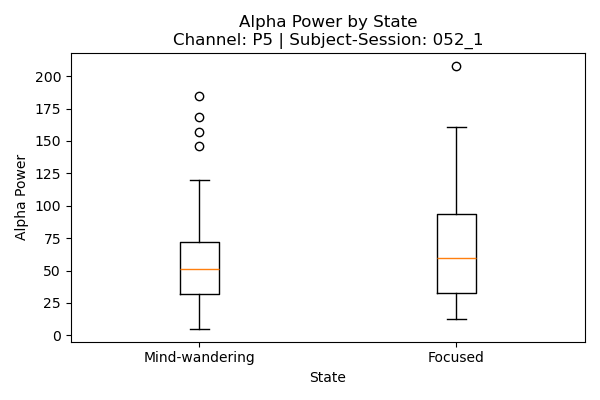 Alpha Power by State
Channel: P5 | Subject-Session: 052_1
Alpha Power
200
175
150
125
100
75
50
25
0
Mind-wandering
Focused
State